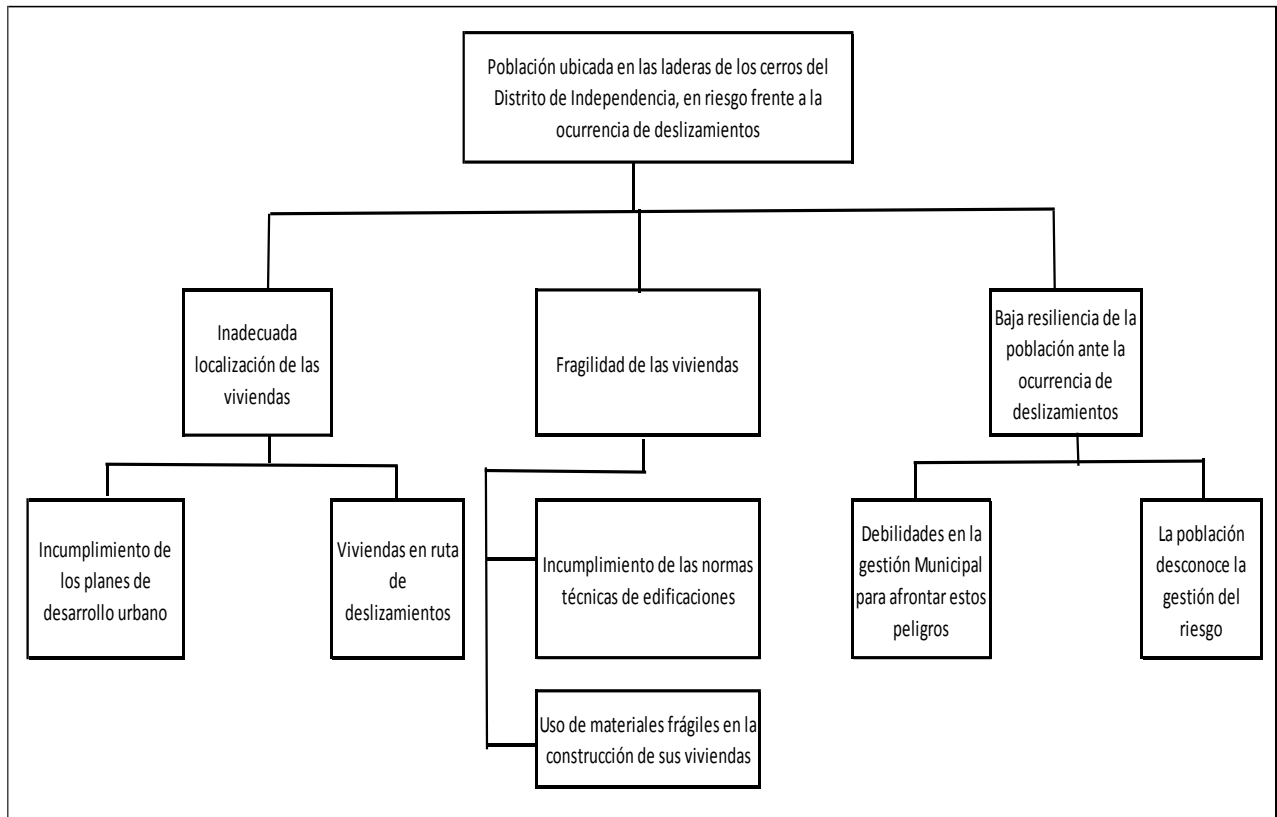 Población ubicada en las laderas de los cerros del
Distrito de Independencia, en riesgo frente a la
ocurrencia de deslizamientos
Inadecuada
localización de las
viviendas
Fragilidad de las viviendas
Baja resiliencia de la
población ante la
ocurrencia de
deslizamientos
Incumplimiento de
los planes de
desarrollo urbano
Viviendas en ruta
de
deslizamientos
Incumplimiento de las normas
técnicas de edificaciones
Uso de materiales frágiles en la
construcción de sus viviendas
Debilidades en la
gestión Municipal
para afrontar estos
peligros
La población
desconoce la
gestión del
riesgo